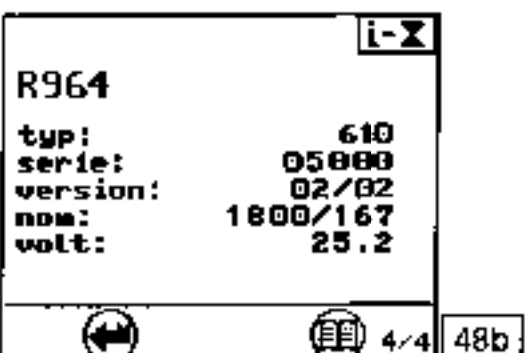 i-⧗
R964
typ: 610
serie: 05000
version: 02/02
nom: 1800/167
volt: 25.2
4/4
48b